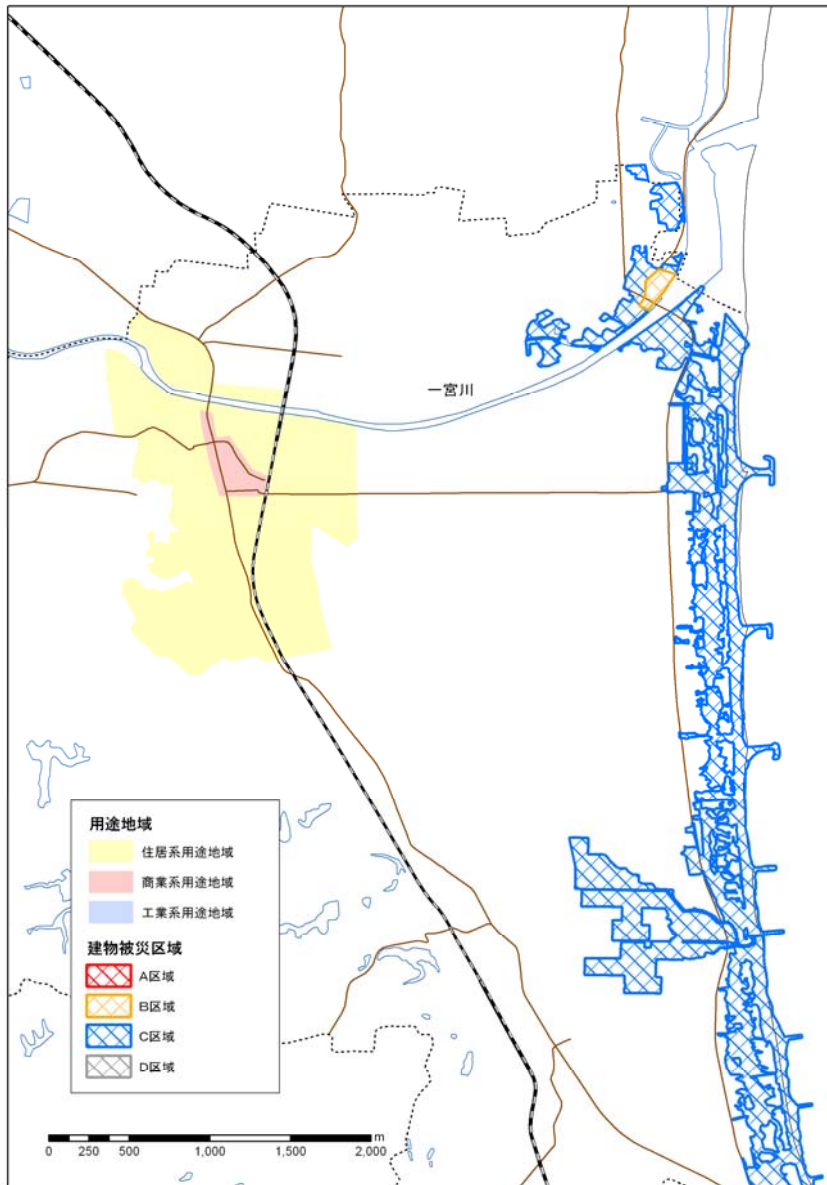 一宮川
用途地域
住居系用途地域
商業系用途地域
工業系用途地域
建物被災区域
A区域
B区域
C区域
D区域
m
0 250 500 1,000 1,500 2,000